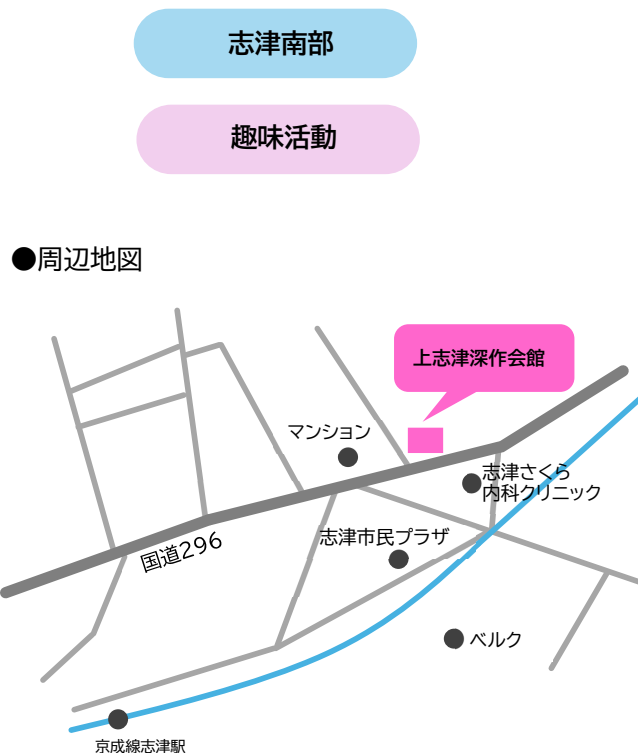 志津南部
趣味活動
●周辺地図
上志津深作会館
マンション
志津さくら
内科クリニック
志津市民プラザ
国道296
ベルク
京成線志津駅